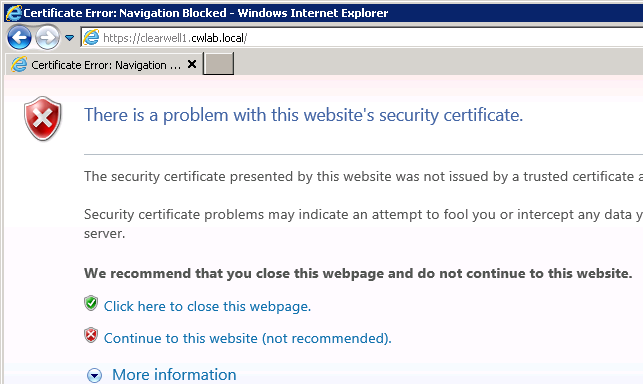 Certificate Error: Navigation Blocked - Windows Internet Explorer
https://clearwell1.cwlab.local/
Certificate Error: Navigation ...
There is a problem with this website's security certificate.
The security certificate presented by this website was not issued by a trusted certificate a
Security certificate problems may indicate an attempt to fool you or intercept any data y
server.
We recommend that you close this webpage and do not continue to this website.
Click here to close this webpage.
Continue to this website (not recommended).
More information